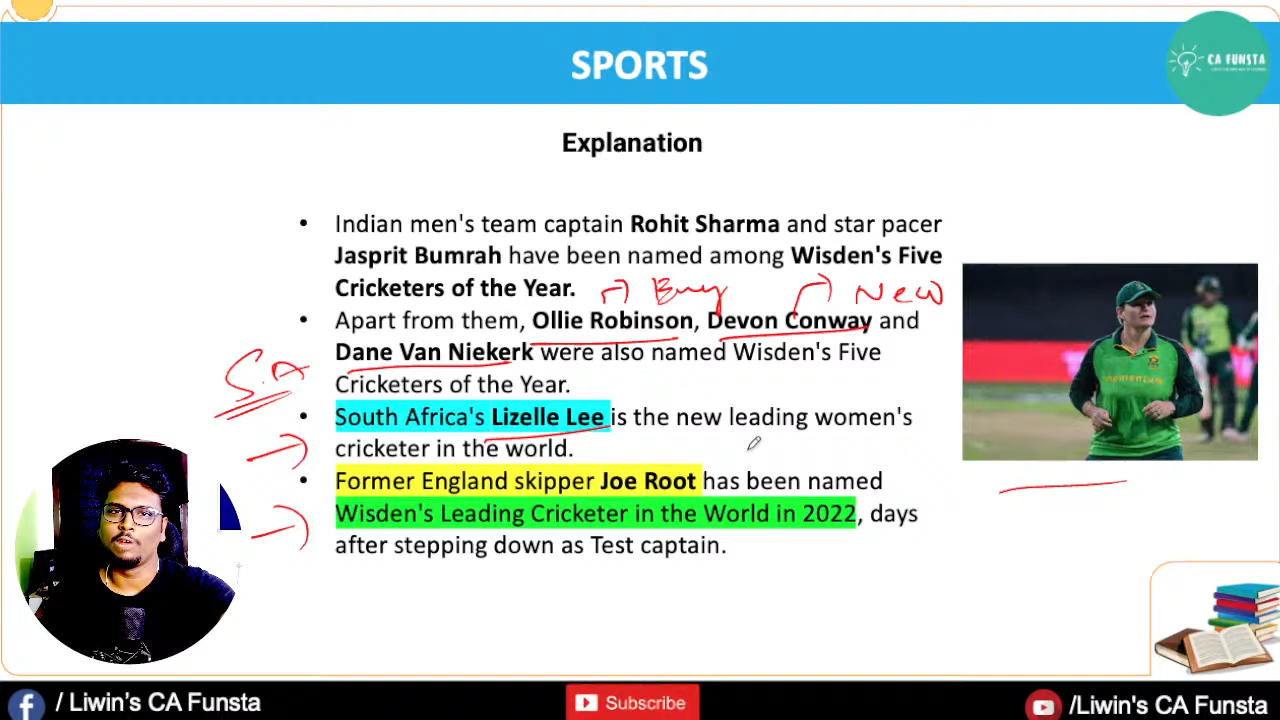 SPORTS
CA FUNSTA
Explanation
• Indian men's team captain Rohit Sharma and star pacer
Jasprit Bumrah have been named among Wisden's Five
Cricketers of the Year.
→ New
• Apart from them, Ollie Robinson, Devon Conway and
Dane Van Niekerk were also named Wisden's Five
S.A
Cricketers of the Year.
• South Africa's Lizelle Lee is the new leading women's
cricketer in the world.
• Former England skipper Joe Root has been named
Wisden's Leading Cricketer in the World in 2022, days
after stepping down as Test captain.
momentum
/ Liwin's CA Funsta
Subscribe
/Liwin's CA Funsta